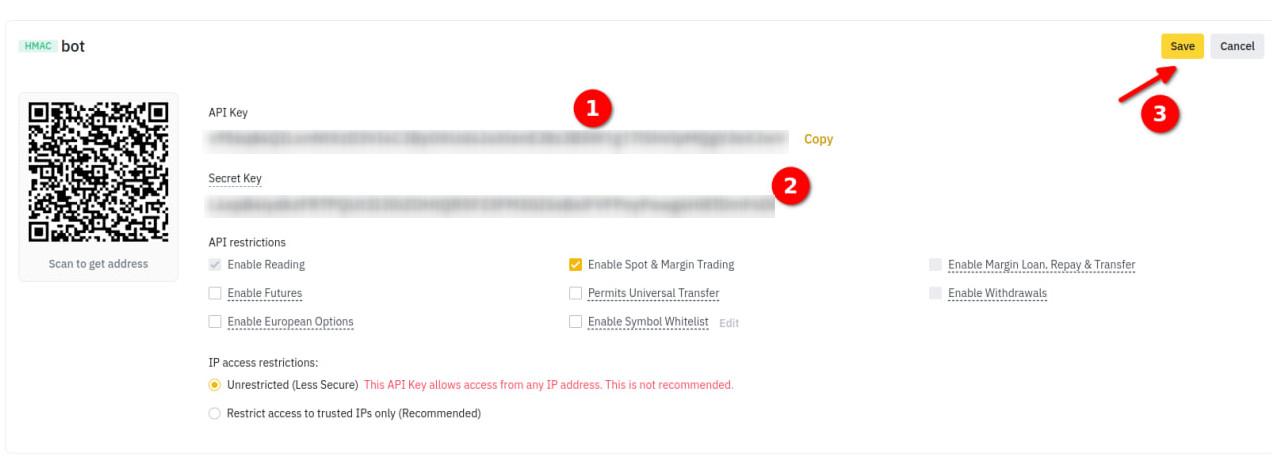 HMAC bot
Save Cancel
API Key
1
Copy
Secret Key
2
3
Scan to get address
API restrictions
Enable Reading Enable Spot & Margin Trading Enable Margin Loan, Repay & Transfer
Enable Futures Permits Universal Transfer Enable Withdrawals
Enable European Options Enable Symbol Whitelist Edit
IP access restrictions:
Unrestricted (Less Secure) This API Key allows access from any IP address. This is not recommended.
Restrict access to trusted IPs only (Recommended)